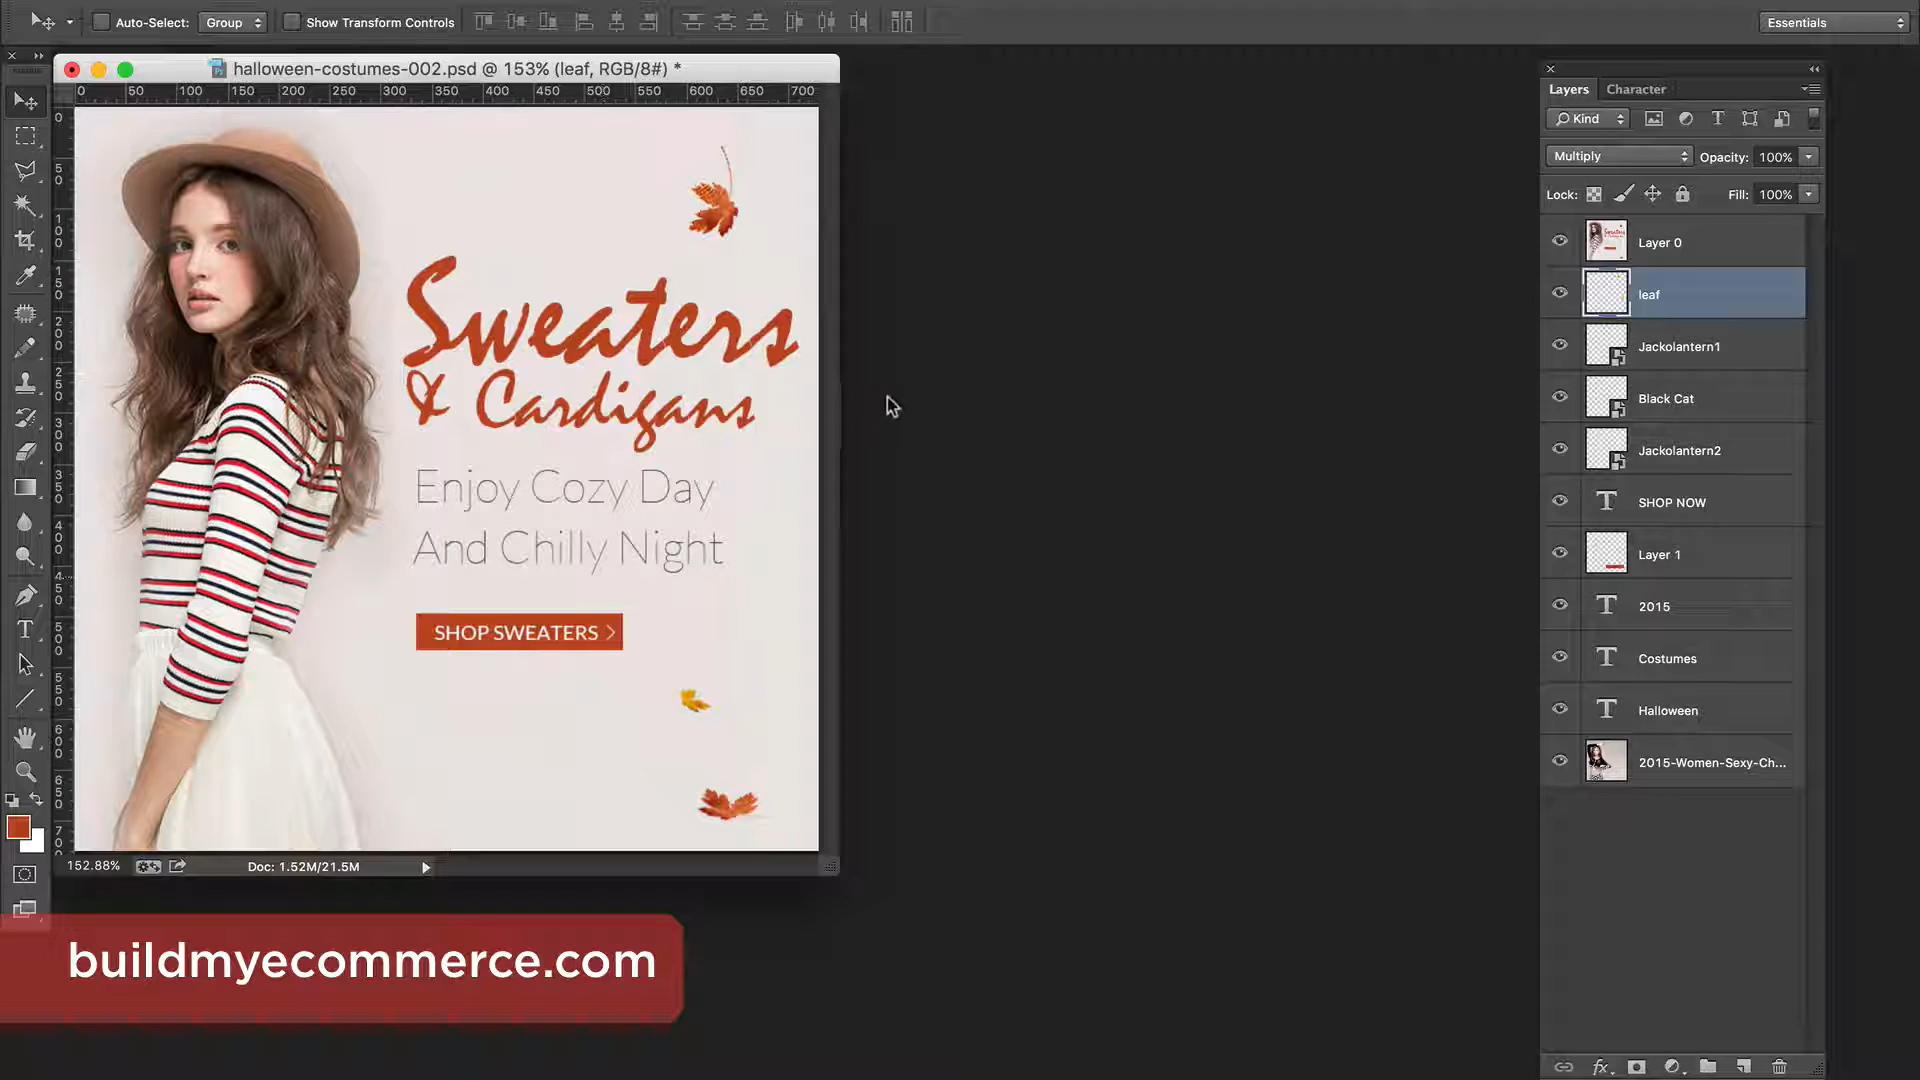 Auto-Select: Group Show Transform Controls Essentials
halloween-costumes-002.psd @ 153% (leaf, RGB/8#) *
0 50 100 150 200 250 300 350 400 450 500 550 600 650 700
Sweaters
& Cardigans
Enjoy Cozy Day
And Chilly Night
SHOP SWEATERS >
152.88% Doc: 1.52M/21.5M
buildmyecommerce.com
Layers Character
Kind
Multiply Opacity: 100%
Lock: Fill: 100%
Layer 0
leaf
Jackolantern1
Black Cat
Jackolantern2
SHOP NOW
Layer 1
2015
Costumes
Halloween
2015-Women-Sexy-Ch...